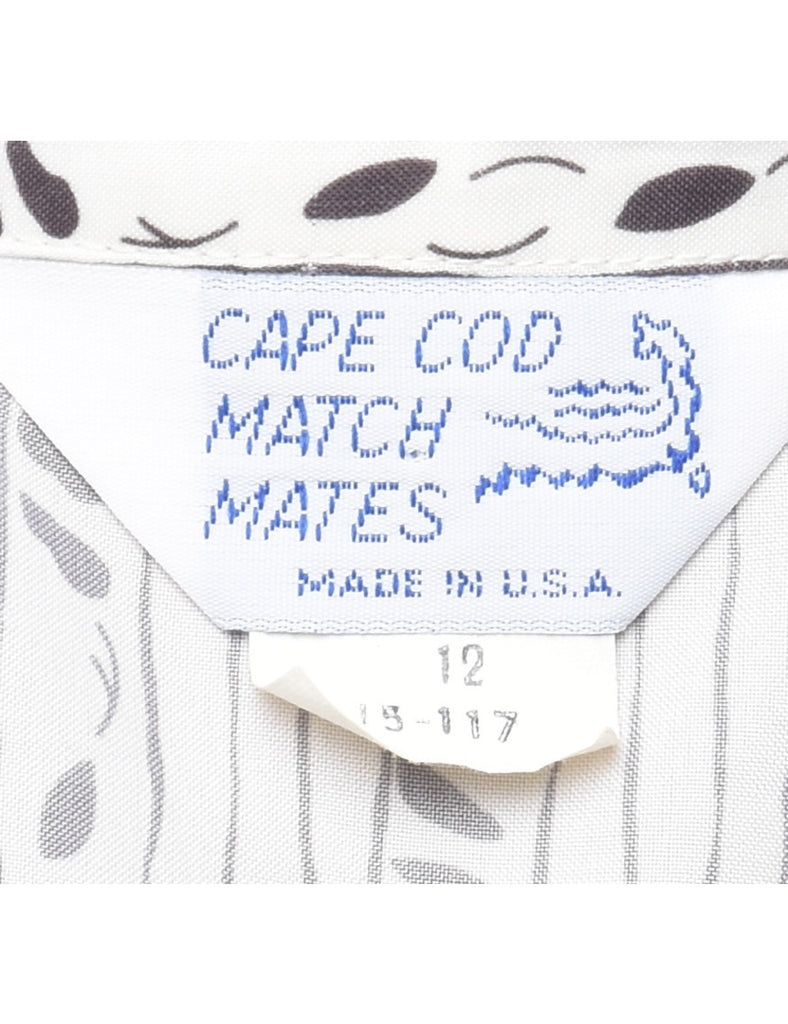 CAPE COD
MATCH
MATES
MADE IN U.S.A.
12
15-117